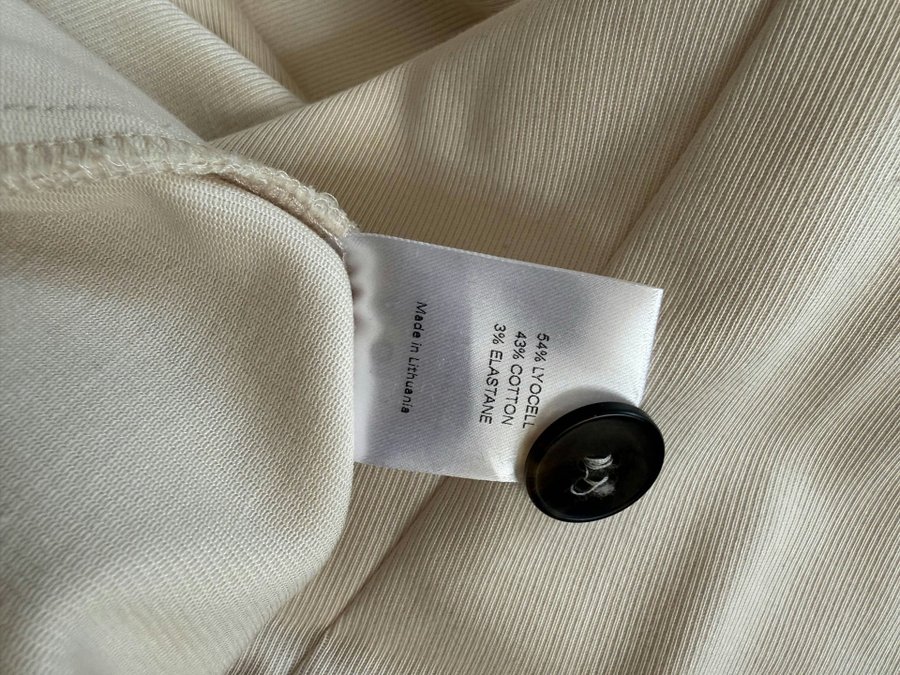 54% LYOCELL
43% COTTON
3% ELASTANE
Made in Lithuania